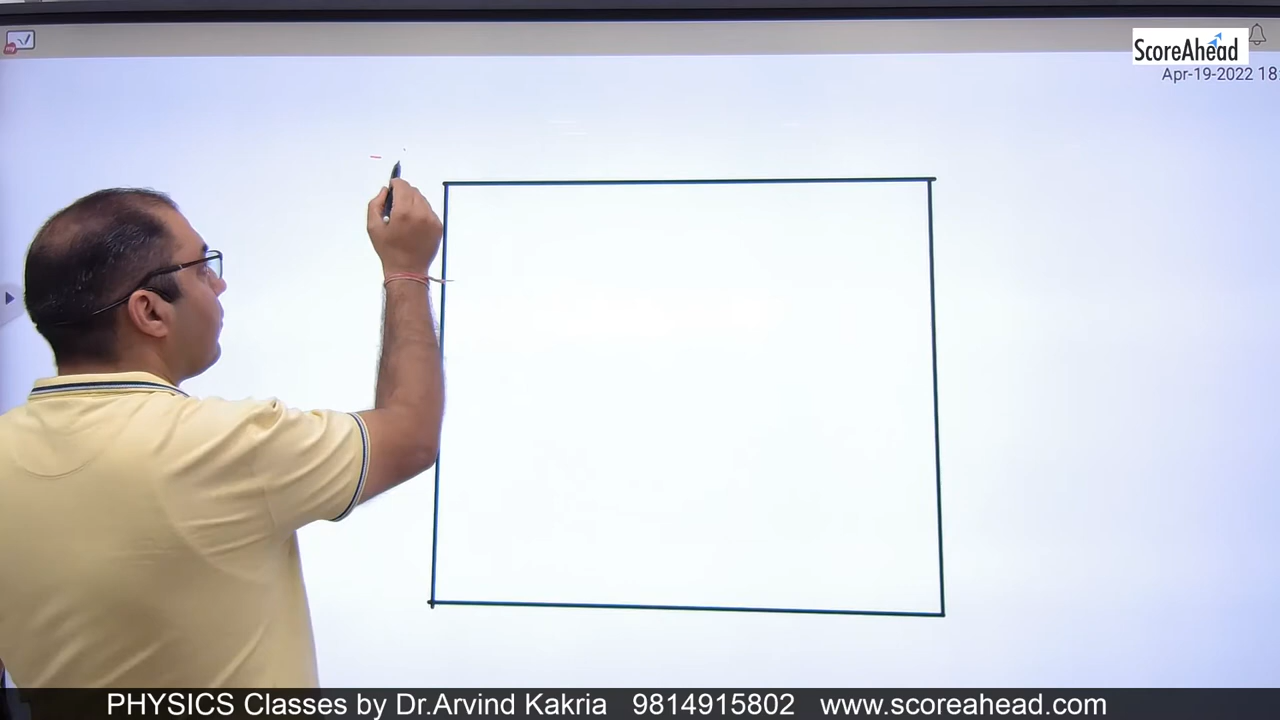 ScoreAhead
Apr-19-2022 18:
PHYSICS Classes by Dr.Arvind Kakria 9814915802 www.scoreahead.com